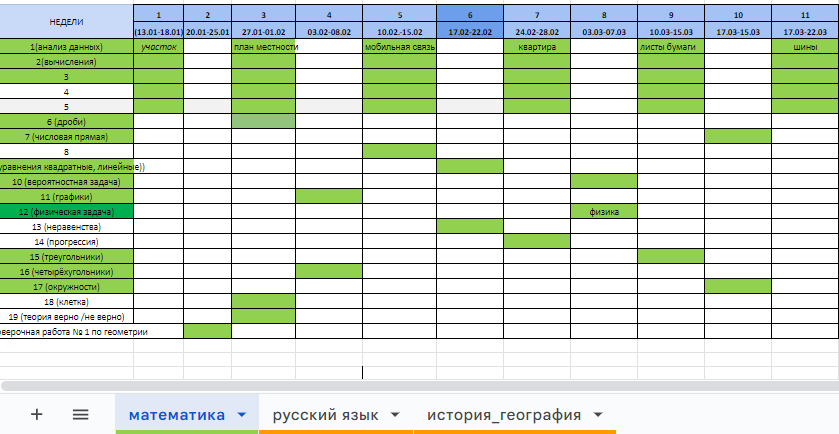 НЕДЕЛИ 1 2 3 4 5 6 7 8 9 10 11
(13.01-18.01) 20.01-25.01 27.01-01.02 03.02-08.02 10.02.-15.02 17.02-22.02 24.02-28.02 03.03-07.03 10.03-15.03 17.03-15.03 17.03-22.03
1(анализ данных) участок план местности мобильная связь квартира листы бумаги шины
2(вычисления)
3
4
5
6 (дроби)
7 (числовая прямая)
8
уравнения квадратные, линейные))
10 (вероятностная задача)
11 (графики)
12 (физическая задача) физика
13 (неравенства)
14 (прогрессия)
15 (треугольники)
16 (четырёхугольники)
17 (окружности)
18 (клетка)
19 (теория верно /не верно)
оверочная работа № 1 по геометрии
математика русский язык история_география